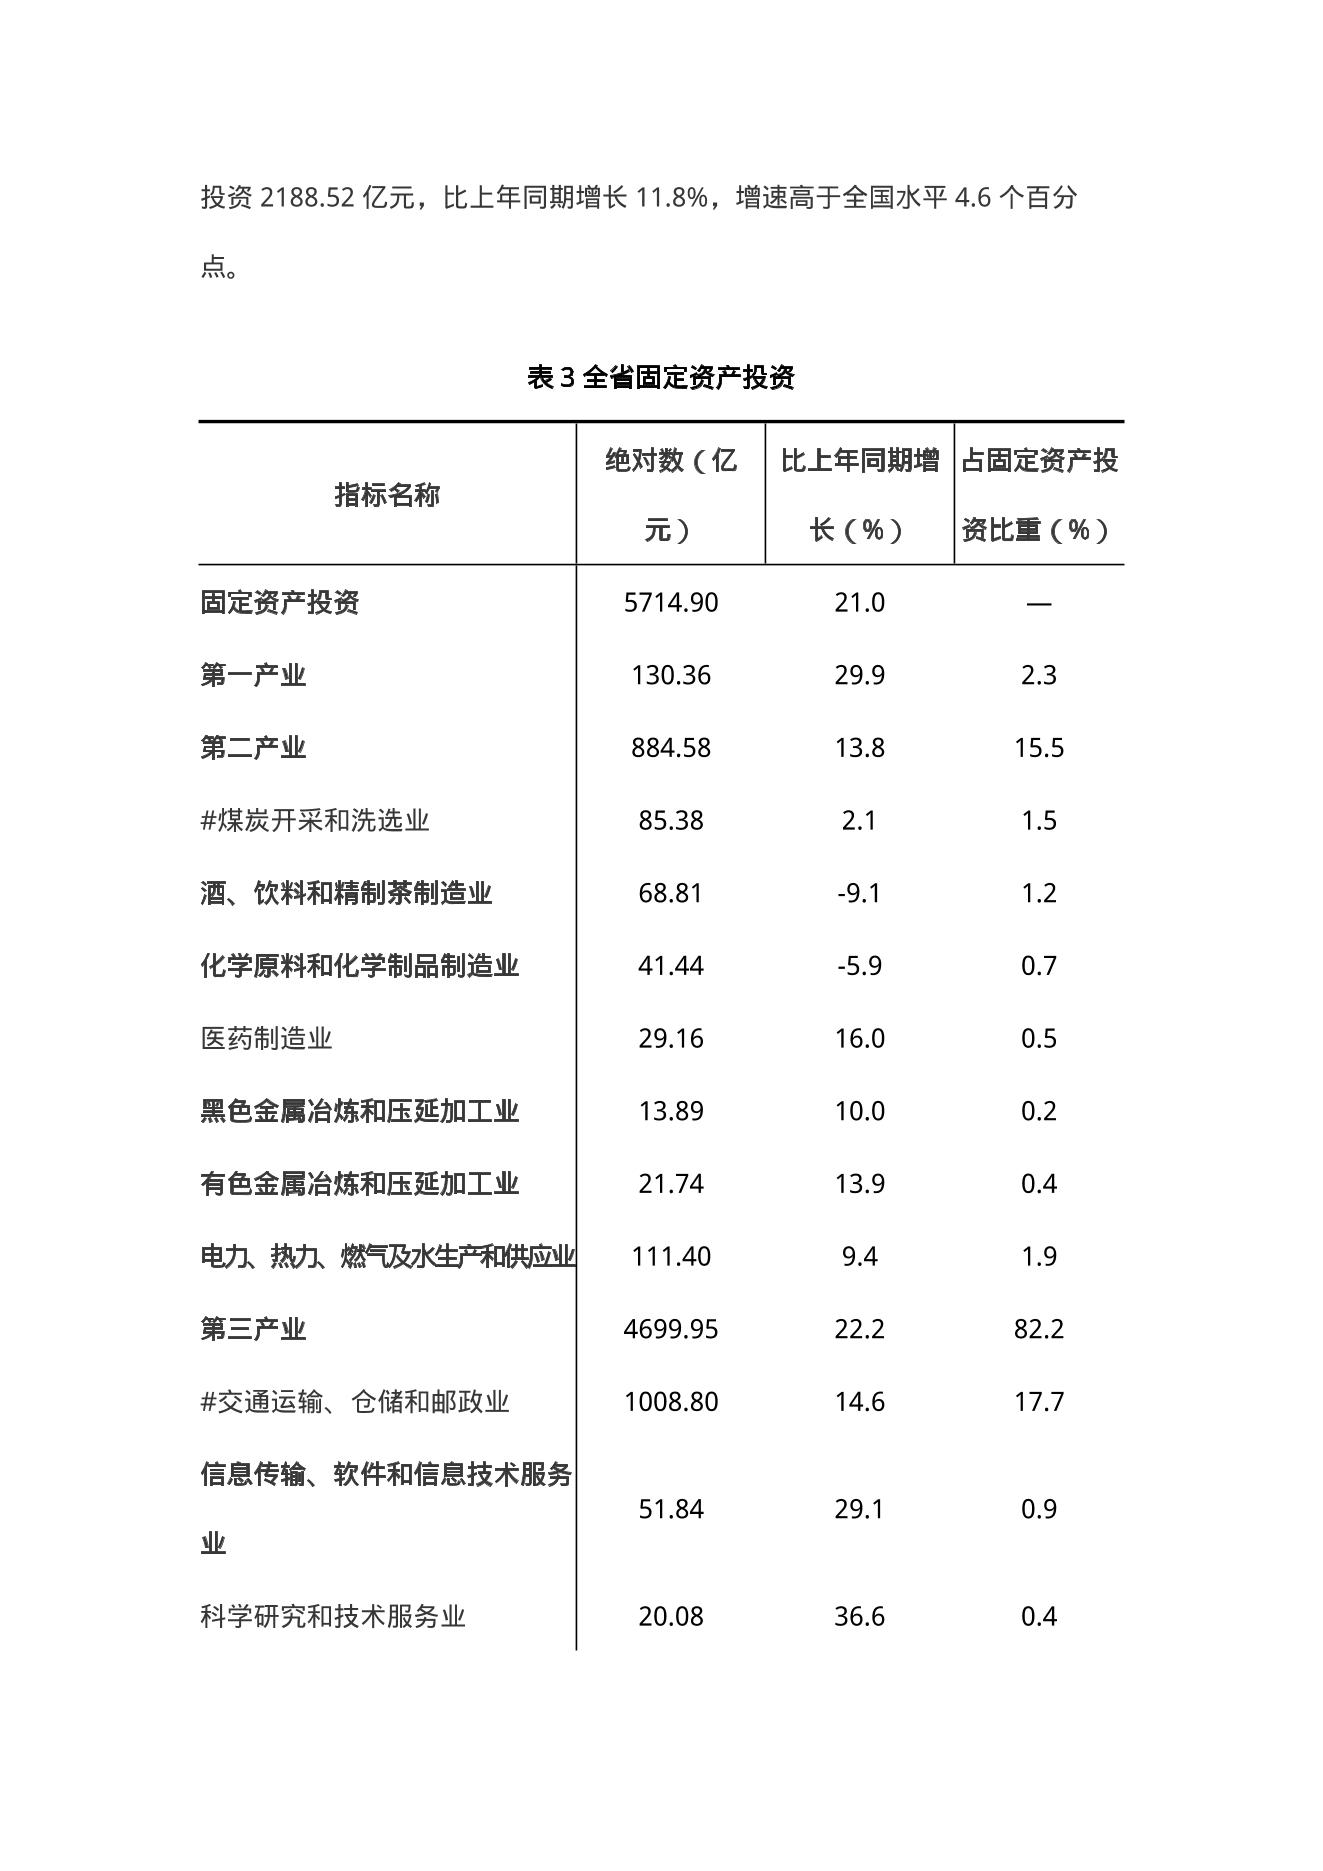 投资 2188.52 亿元，比上年同期增长 11.8%，增速高于全国水平 4.6 个百分
点。
表 3 全省固定资产投资
指标名称 绝对数（亿 比上年同期增 占固定资产投
元） 长（%） 资比重（%）
固定资产投资 5714.90 21.0 —
第一产业 130.36 29.9 2.3
第二产业 884.58 13.8 15.5
#煤炭开采和洗选业 85.38 2.1 1.5
酒、饮料和精制茶制造业 68.81 -9.1 1.2
化学原料和化学制品制造业 41.44 -5.9 0.7
医药制造业 29.16 16.0 0.5
黑色金属冶炼和压延加工业 13.89 10.0 0.2
有色金属冶炼和压延加工业 21.74 13.9 0.4
电力、热力、燃气及水生产和供应业 111.40 9.4 1.9
第三产业 4699.95 22.2 82.2
#交通运输、仓储和邮政业 1008.80 14.6 17.7
信息传输、软件和信息技术服务
业 51.84 29.1 0.9
科学研究和技术服务业 20.08 36.6 0.4